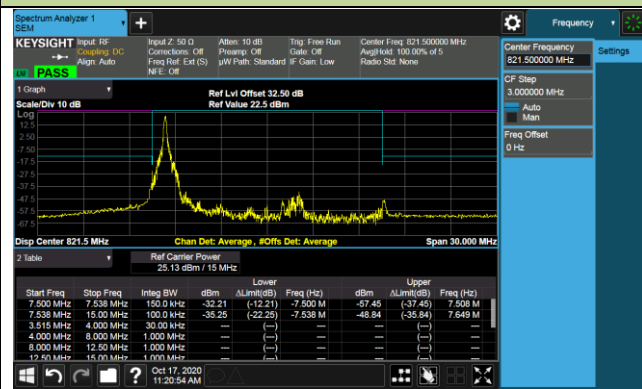 Spectrum Analyzer 1
SEM
Frequency
KEYSIGHT
Input: RF
Coupling: DC
Align: Auto
Input Z: 50 Ω
Corrections: Off
Freq Ref: Ext (S)
NFE: Off
Atten: 10 dB
Preamp: Off
µW Path: Standard
Trig: Free Run
Gate: Off
IF Gain: Low
Center Freq: 821.500000 MHz
Avg|Hold: 100.00% of 5
Radio Std: None
PASS
Center Frequency
821.500000 MHz
Settings
CF Step
3.000000 MHz
Auto
Man
Freq Offset
0 Hz
1 Graph
Scale/Div 10 dB
Ref Lvl Offset 32.50 dB
Ref Value 22.5 dBm
Log
12.5
2.50
-7.50
-17.5
-27.5
-37.5
-47.5
-57.5
-67.5
Disp Center 821.5 MHz
Chan Det: Average, #Offs Det: Average
Span 30.000 MHz
2 Table
Ref Carrier Power
25.13 dBm / 15 MHz
Lower Upper
Start Freq Stop Freq Integ BW dBm ΔLimit(dB) Freq (Hz) dBm ΔLimit(dB) Freq (Hz)
7.500 MHz 7.538 MHz 150.0 kHz -32.21 (-12.21) -7.500 M -57.45 (-37.45) 7.508 M
7.538 MHz 15.00 MHz 100.0 kHz -35.25 (-22.25) -7.538 M -48.84 (-35.84) 7.649 M
3.515 MHz 4.000 MHz 30.00 kHz --- (---) --- --- (---) ---
4.000 MHz 8.000 MHz 1.000 MHz --- (---) --- --- (---) ---
8.000 MHz 12.50 MHz 1.000 MHz --- (---) --- --- (---) ---
12.50 MHz 15.00 MHz 1.000 MHz --- (---) --- --- (---) ---
?
Oct 17, 2020
11:20:54 AM